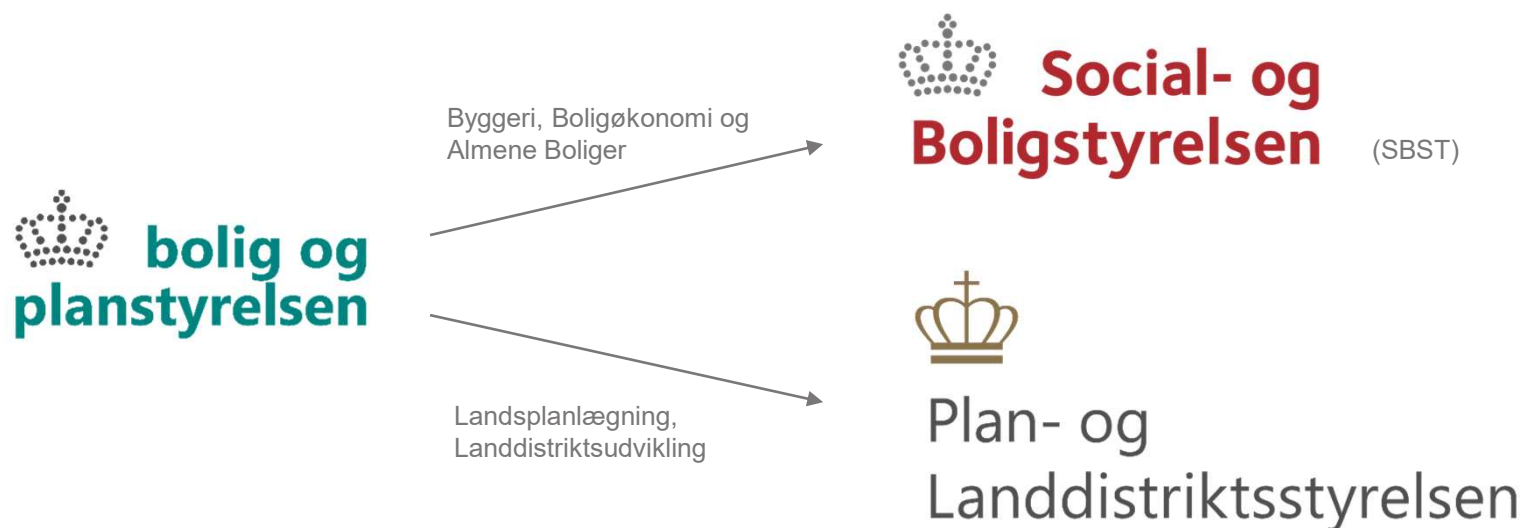 bolig og
planstyrelsen
Byggeri, Boligøkonomi og
Almene Boliger
Social- og
Boligstyrelsen
(SBST)
Landsplanlægning,
Landdistriktsudvikling
Plan- og
Landdistriktsstyrelsen